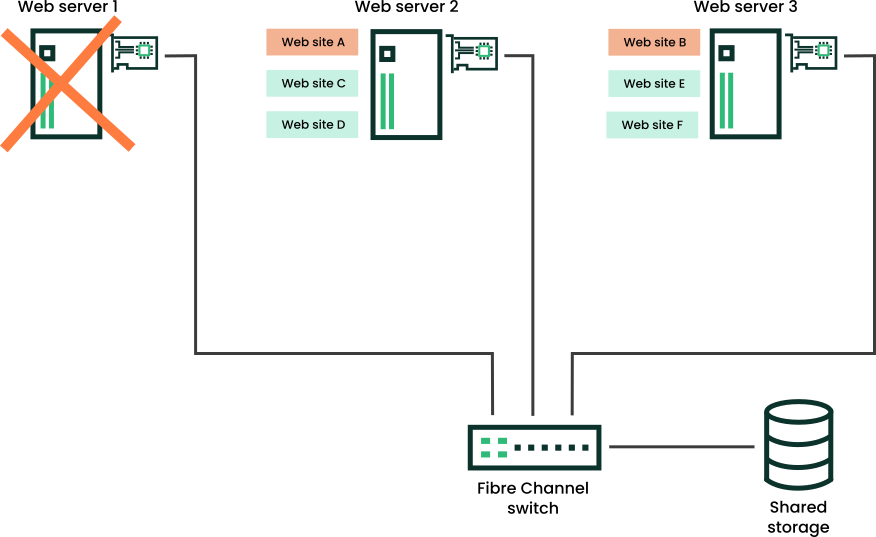 Web server 1
Web server 2
Web server 3
Web site A
Web site B
Web site C
Web site E
Web site D
Web site F
Fibre Channel
switch
Shared
storage